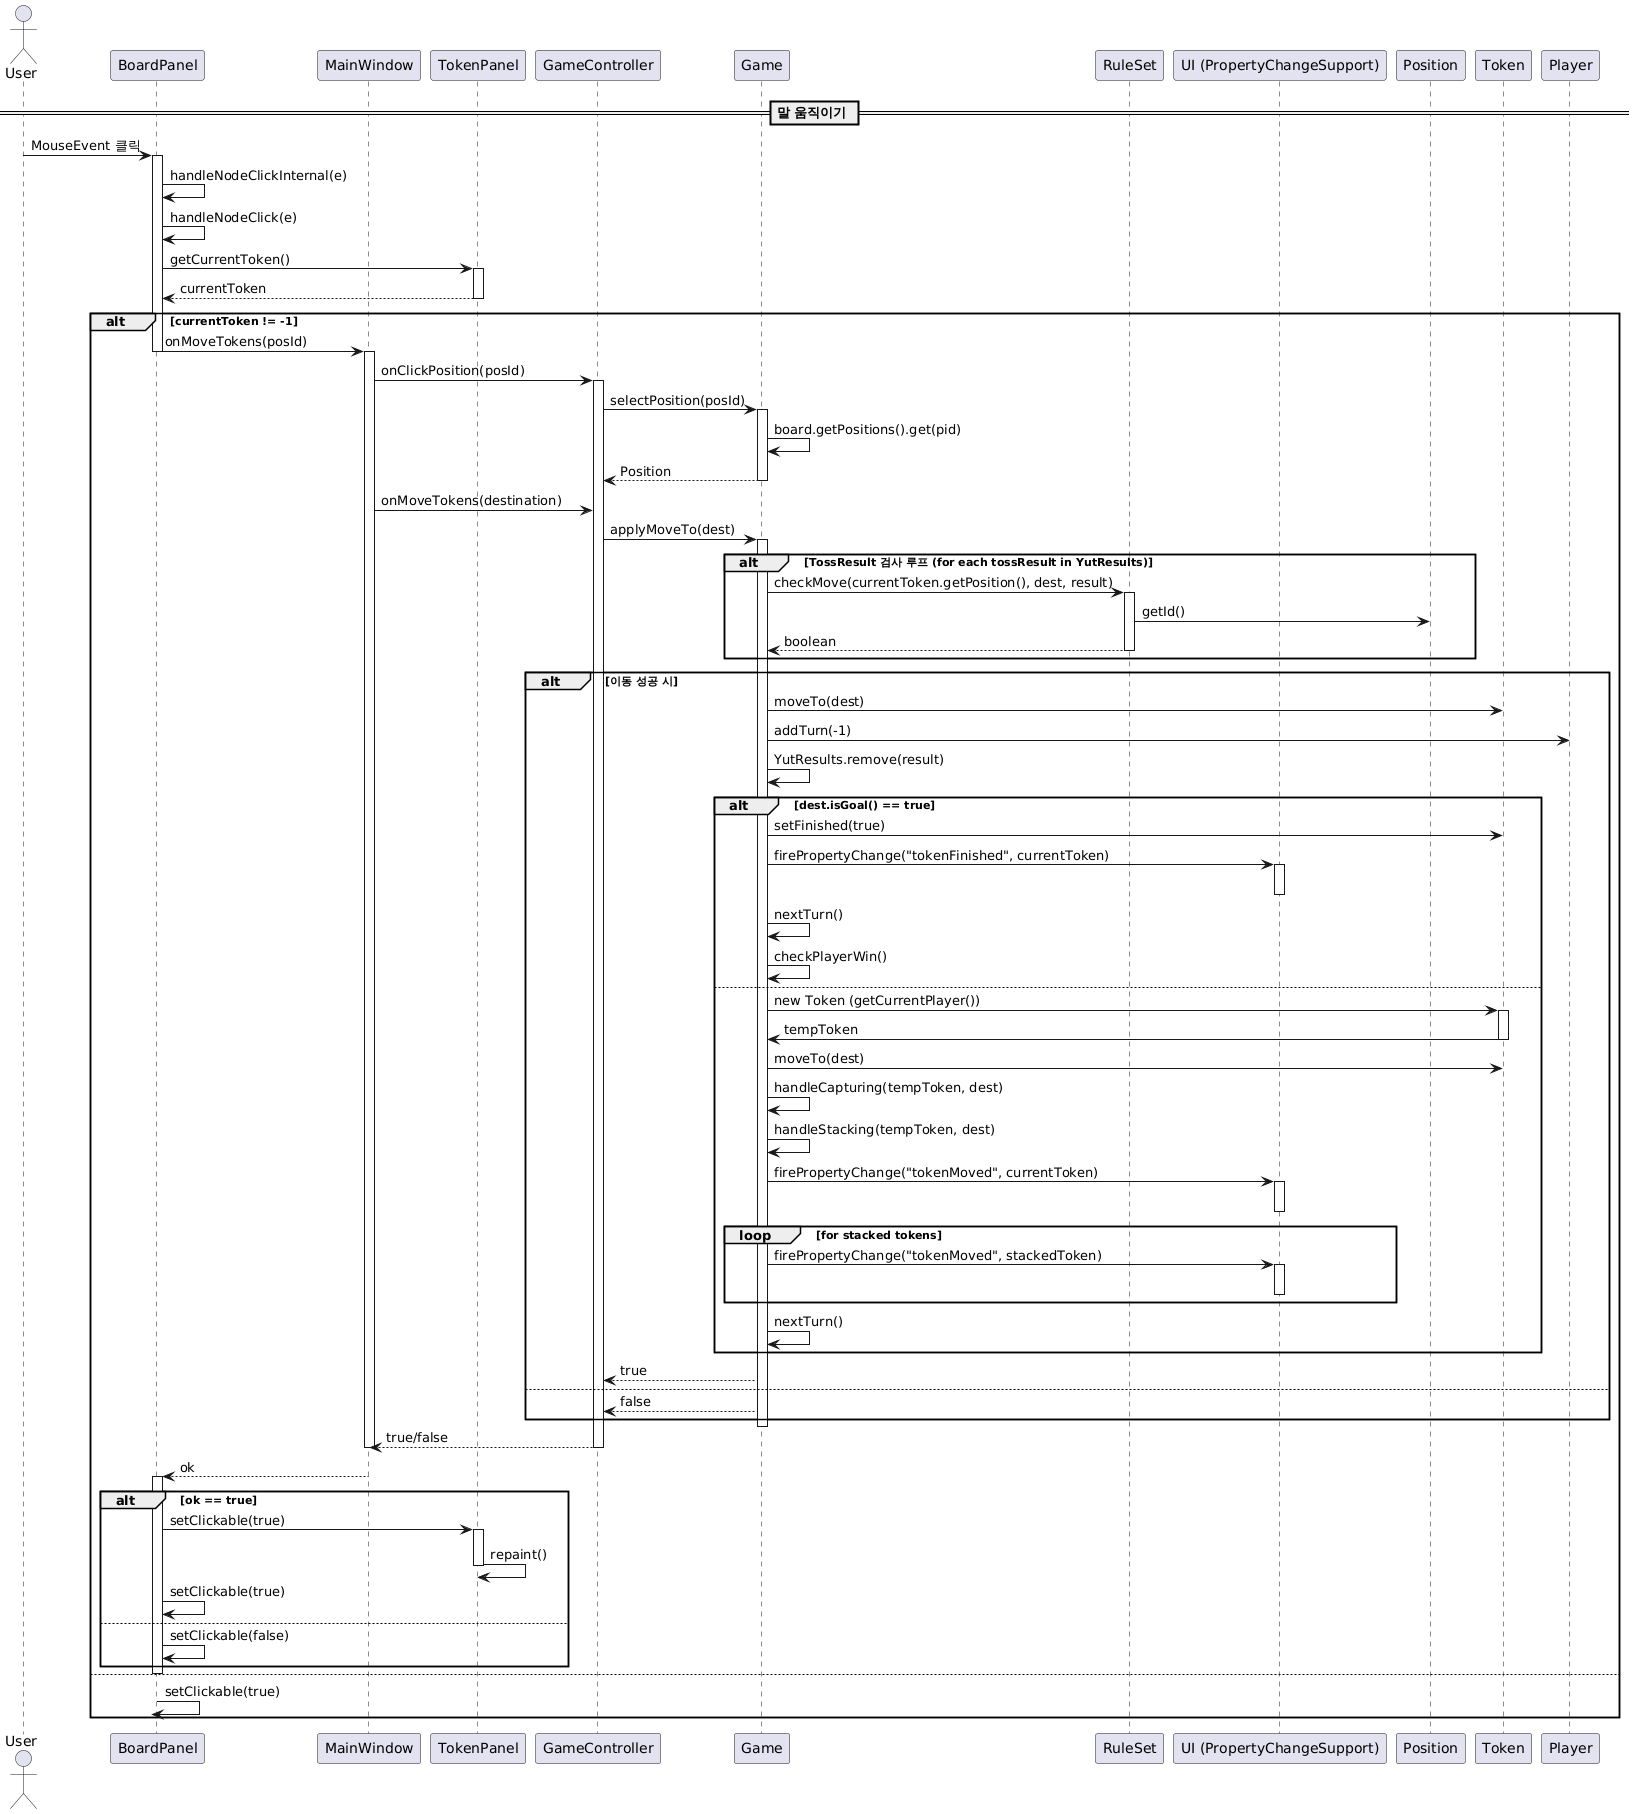 User
BoardPanel
MainWindow
TokenPanel
GameController
Game
RuleSet
UI (PropertyChangeSupport)
Position
Token
Player
말 움직이기
MouseEvent 클릭
handleNodeClickInternal(e)
handleNodeClick(e)
getCurrentToken()
currentToken
alt [currentToken != -1]
onMoveTokens(posId)
onClickPosition(posId)
selectPosition(posId)
board.getPositions().get(pid)
Position
onMoveTokens(destination)
applyMoveTo(dest)
alt [TossResult 검사 루프 (for each tossResult in YutResults)]
checkMove(currentToken.getPosition(), dest, result)
getId()
boolean
alt [이동 성공 시]
moveTo(dest)
addTurn(-1)
YutResults.remove(result)
alt [dest.isGoal() == true]
setFinished(true)
firePropertyChange("tokenFinished", currentToken)
nextTurn()
checkPlayerWin()
new Token (getCurrentPlayer())
tempToken
moveTo(dest)
handleCapturing(tempToken, dest)
handleStacking(tempToken, dest)
firePropertyChange("tokenMoved", currentToken)
loop [for stacked tokens]
firePropertyChange("tokenMoved", stackedToken)
nextTurn()
true
false
true/false
ok
alt [ok == true]
setClickable(true)
repaint()
setClickable(true)
setClickable(false)
setClickable(true)
User
BoardPanel
MainWindow
TokenPanel
GameController
Game
RuleSet
UI (PropertyChangeSupport)
Position
Token
Player